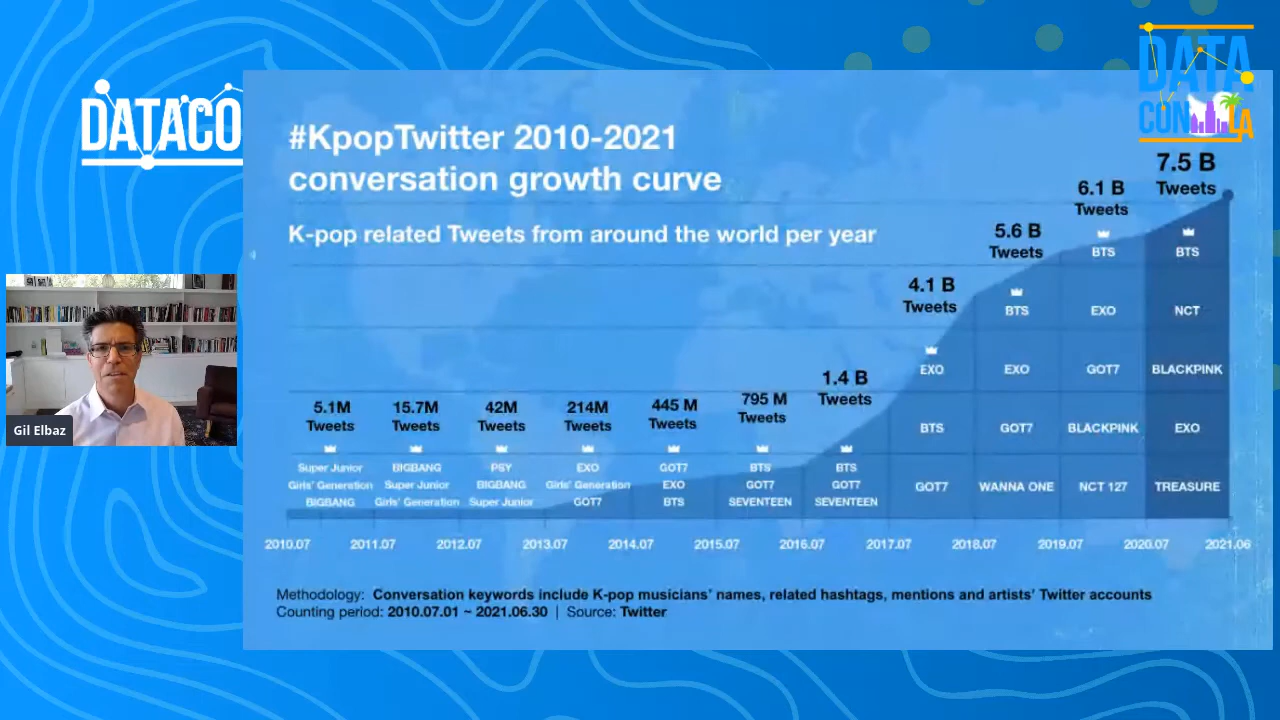 DATACO
DATA
CON LA
#KpopTwitter 2010-2021
conversation growth curve
K-pop related Tweets from around the world per year
7.5 B
Tweets
6.1 B
Tweets
5.6 B
Tweets
4.1 B
Tweets
1.4 B
Tweets
795 M
Tweets
445 M
Tweets
214M
Tweets
42M
Tweets
15.7M
Tweets
5.1M
Tweets
Super Junior
Girls' Generation
BIGBANG
BIGBANG
Super Junior
Girls' Generation
PSY
BIGBANG
Super Junior
EXO
Girls' Generation
GOT7
GOT7
EXO
BTS
BTS
GOT7
SEVENTEEN
BTS
GOT7
SEVENTEEN
EXO
BTS
GOT7
BTS
EXO
GOT7
WANNA ONE
BTS
EXO
GOT7
BLACKPINK
NCT 127
BTS
NCT
BLACKPINK
EXO
TREASURE
2010.07 2011.07 2012.07 2013.07 2014.07 2015.07 2016.07 2017.07 2018.07 2019.07 2020.07 2021.06
Methodology: Conversation keywords include K-pop musicians' names, related hashtags, mentions and artists' Twitter accounts
Counting period: 2010.07.01 ~ 2021.06.30 | Source: Twitter
Gil Elbaz